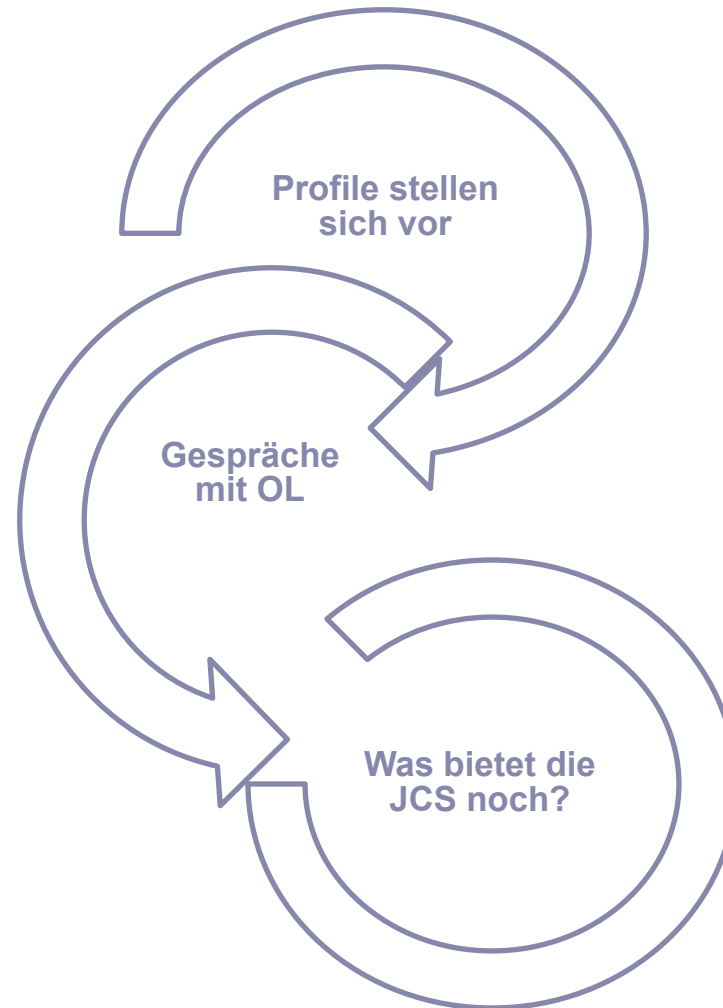 Profile stellen
sich vor
Gespräche
mit OL
Was bietet die
JCS noch?